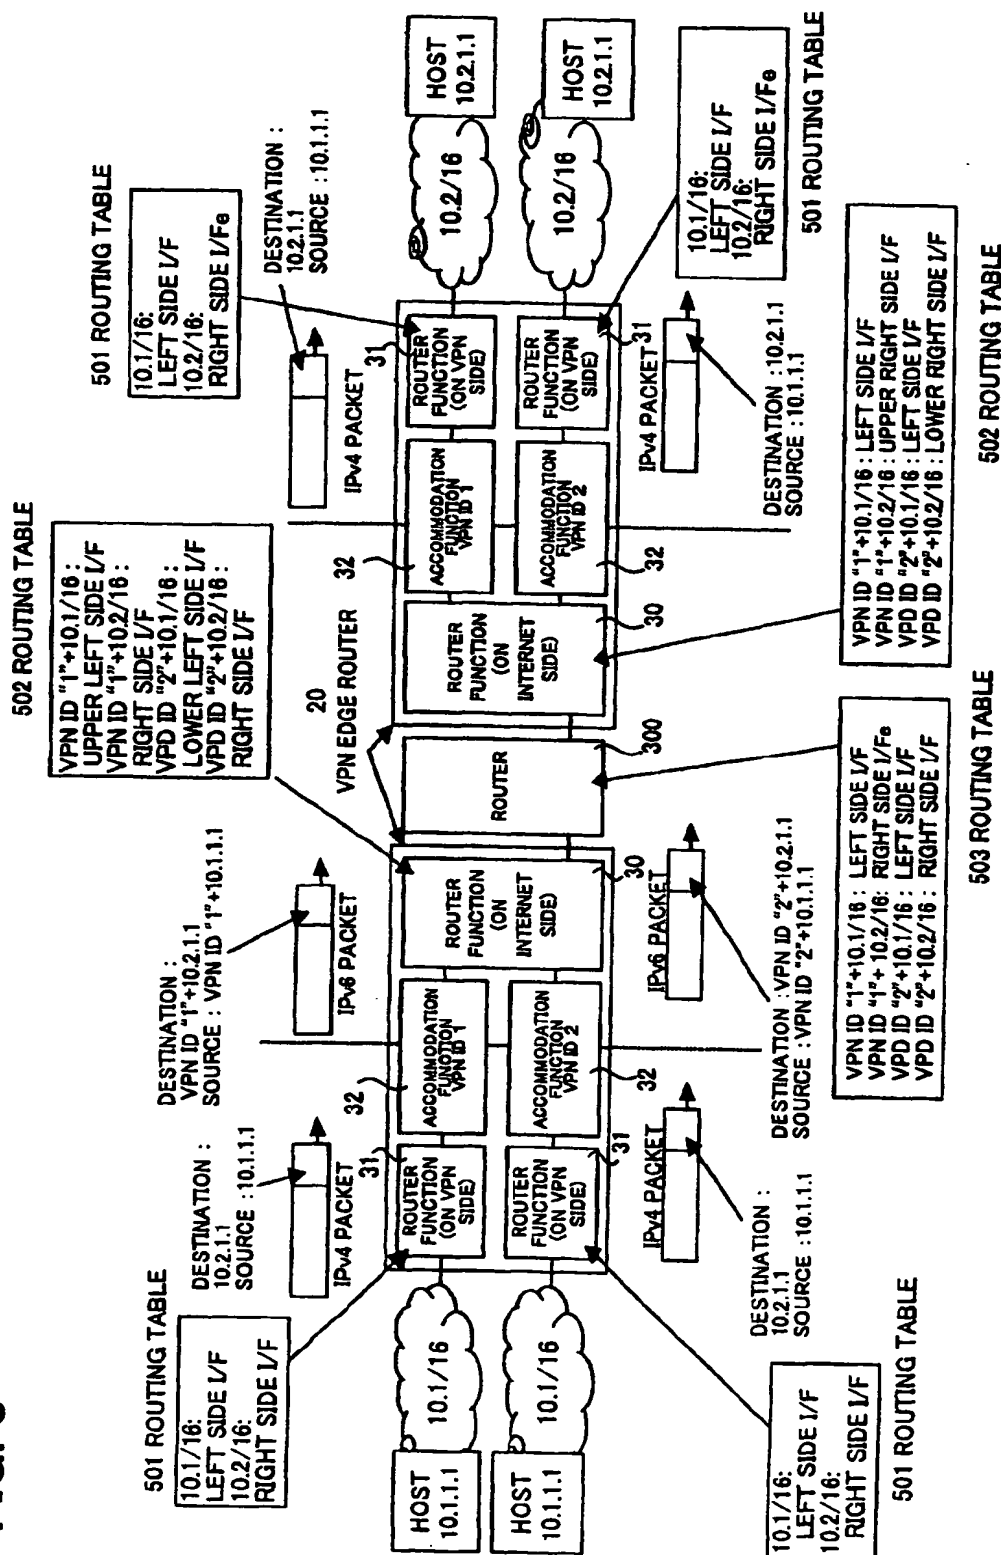 502 ROUTING TABLE
VPN ID "1"+10.1/16 :
UPPER LEFT SIDE I/F
VPN ID "1"+10.2/16 :
RIGHT SIDE I/F
VPD ID "2"+10.1/16 :
LOWER LEFT SIDE I/F
VPD ID "2"+10.2/16 :
RIGHT SIDE I/F
501 ROUTING TABLE
10.1/16:
LEFT SIDE I/F
10.2/16:
RIGHT SIDE I/Fe
501 ROUTING TABLE
10.1/16:
LEFT SIDE I/F
10.2/16:
RIGHT SIDE I/F
DESTINATION :
10.2.1.1
SOURCE : 10.1.1.1
IPv4 PACKET
DESTINATION :
VPN ID "1"+10.2.1.1
SOURCE : VPN ID "1"+10.1.1.1
IPv6 PACKET
20
VPN EDGE ROUTER
DESTINATION :
10.2.1.1
SOURCE : 10.1.1.1
IPv4 PACKET
HOST
10.1.1.1
10.1/16
31
ROUTER
FUNCTION
(ON VPN
SIDE)
32
ACCOMMODATION
FUNOTION
VPN ID 1
ROUTER
FUNCTION
(ON
INTERNET
SIDE)
30
ROUTER
300
ROUTER
FUNCTION
(ON
INTERNET
SIDE)
30
32
ACCOMMODATION
FUNCTION
VPN ID 1
31
ROUTER
FUNCTION
(ON VPN
SIDE)
10.2/16
HOST
10.2.1.1
HOST
10.1.1.1
10.1/16
ROUTER
FUNCTION
(ON VPN
SIDE)
31
ACCOMMODATION
FUNCTION
VPN ID 2
32
ACCOMMODATION
FUNCTION
VPN ID 2
32
ROUTER
FUNCTION
(ON VPN
SIDE)
31
10.2/16
HOST
10.2.1.1
IPv4 PACKET
DESTINATION :
10.2.1.1
SOURCE : 10.1.1.1
IPv6 PACKET
DESTINATION : VPN ID "2"+10.2.1.1
SOURCE : VPN ID "2"+10.1.1.1
IPv4 PACKET
DESTINATION : 10.2.1.1
SOURCE : 10.1.1.1
10.1/16:
LEFT SIDE I/F
10.2/16:
RIGHT SIDE I/Fe
501 ROUTING TABLE
10.1/16:
LEFT SIDE I/F
10.2/16:
RIGHT SIDE I/F
501 ROUTING TABLE
VPN ID "1"+10.1/16 : LEFT SIDE I/F
VPN ID "1"+ 10.2/16: RIGHT SIDE I/Fe
VPD ID "2"+10.1/16 : LEFT SIDE I/F
VPD ID "2"+10.2/16 : RIGHT SIDE I/F
503 ROUTING TABLE
VPN ID "1"+10.1/16 : LEFT SIDE I/F
VPN ID "1"+10.2/16 : UPPER RIGHT SIDE I/F
VPD ID "2"+10.1/16 : LEFT SIDE I/F
VPD ID "2"+10.2/16 : LOWER RIGHT SIDE I/F
502 ROUTING TABLE